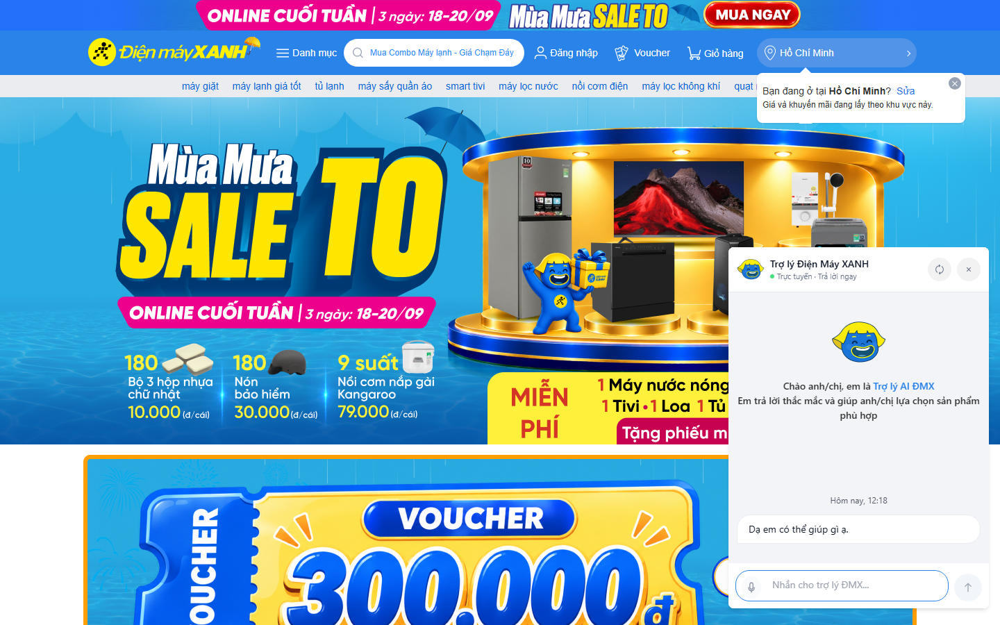 ONLINE CUỐI TUẦN | 3 ngày: 18-20/09
Mùa Mưa SALE TO
MUA NGAY
Điện máy XANH
Danh mục
Mua Combo Máy lạnh - Giá Chạm Đáy
Đăng nhập
Voucher
Giỏ hàng
Hồ Chí Minh
máy giặt
máy lạnh giá tốt
tủ lạnh
máy sấy quần áo
smart tivi
máy lọc nước
nồi cơm điện
máy lọc không khí
quạt
Bạn đang ở tại Hồ Chí Minh? Sửa
Giá và khuyến mãi đang lấy theo khu vực này.
Mùa Mưa
SALE TO
ONLINE CUỐI TUẦN | 3 ngày: 18-20/09
180
Bộ 3 hộp nhựa
chữ nhật
10.000 (đ/cái)
180
Nón
bảo hiểm
30.000 (đ/cái)
9 suất
Nồi cơm nắp gài
Kangaroo
79.000 (đ/cái)
MIỄN
PHÍ
1 Máy nước nóng
1 Tivi • 1 Loa 1 Tủ
Tặng phiếu m
VOUCHER
VOUCHER
300.000đ
Trợ lý Điện Máy XANH
Trực tuyến · Trả lời ngay
Chào anh/chị, em là Trợ lý AI ĐMX
Em trả lời thắc mắc và giúp anh/chị lựa chọn sản phẩm
phù hợp
Hôm nay, 12:18
Dạ em có thể giúp gì ạ.
Nhắn cho trợ lý ĐMX...